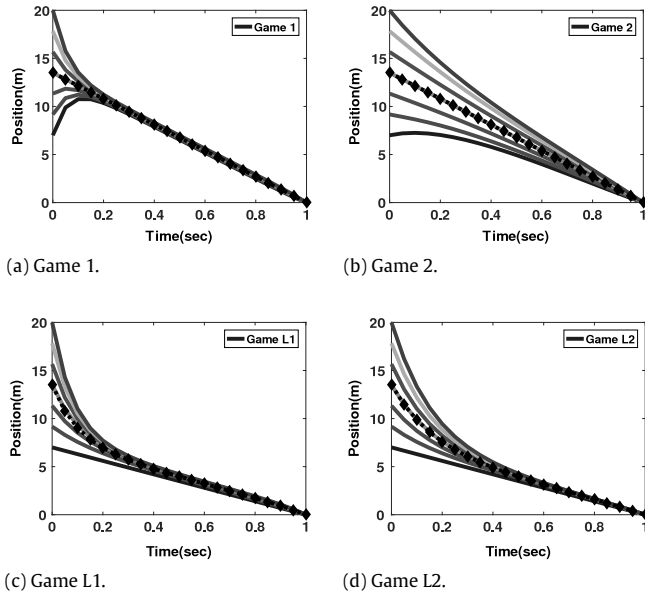 20
15
10
5
0
Position(m)
Game 1
0 0.2 0.4 0.6 0.8 1
Time(sec)
(a) Game 1.
20
15
10
5
0
Position(m)
Game 2
0 0.2 0.4 0.6 0.8 1
Time(sec)
(b) Game 2.
20
15
10
5
0
Position(m)
Game L1
0 0.2 0.4 0.6 0.8 1
Time(sec)
(c) Game L1.
20
15
10
5
0
Position(m)
Game L2
0 0.2 0.4 0.6 0.8 1
Time(sec)
(d) Game L2.